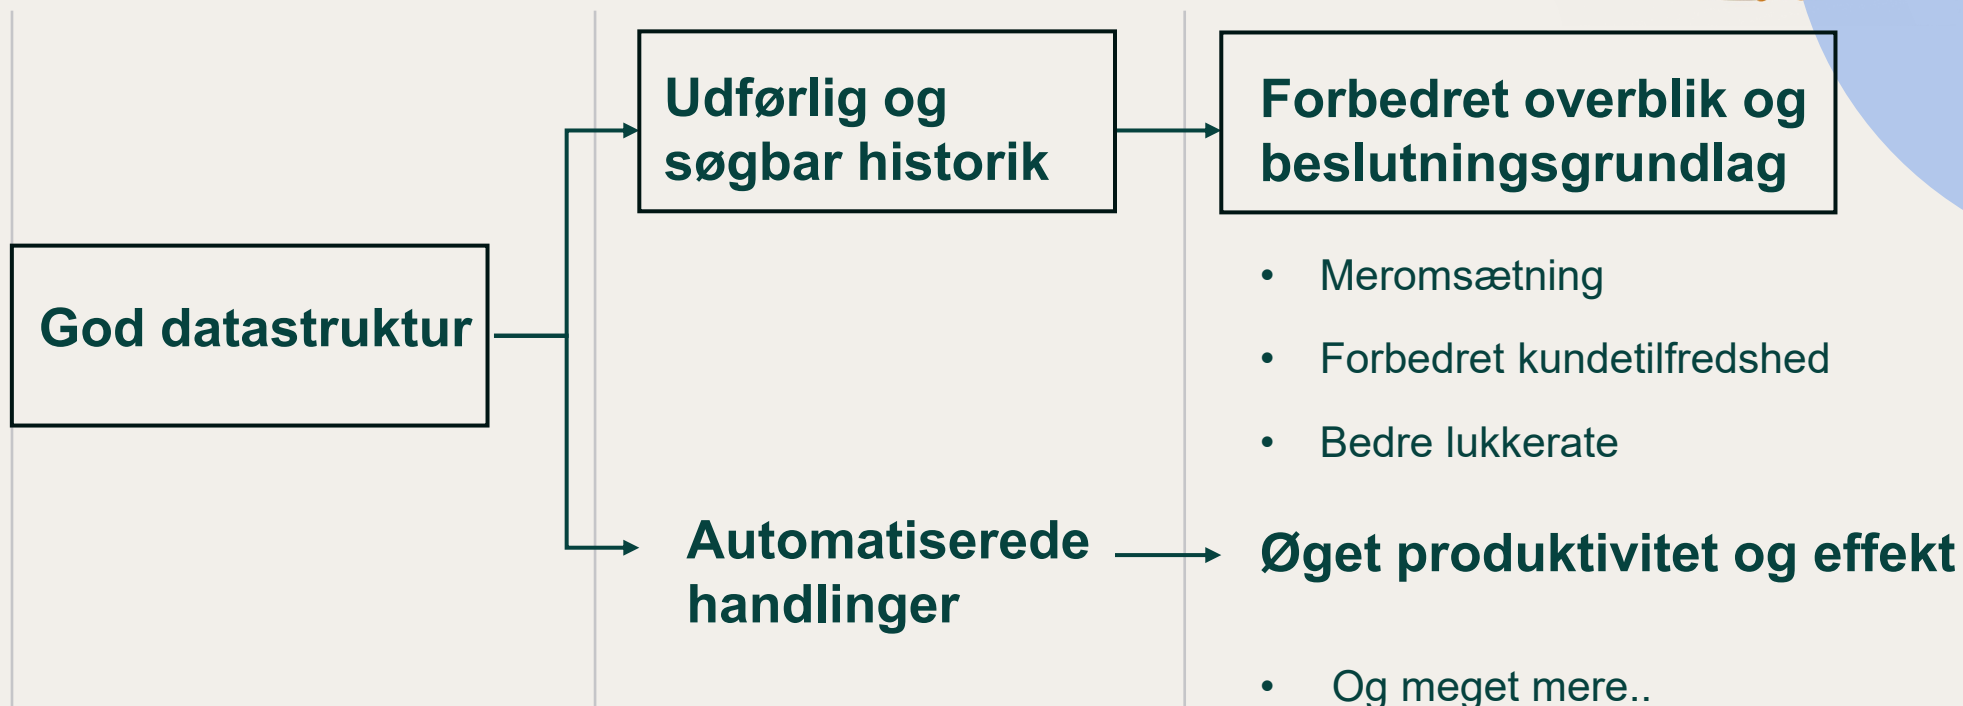 God datastruktur
Udførlig og
søgbar historik
Forbedret overblik og
beslutningsgrundlag
• Meromsætning
• Forbedret kundetilfredshed
• Bedre lukkerate
Automatiserede
handlinger
Øget produktivitet og effekt
• Og meget mere..